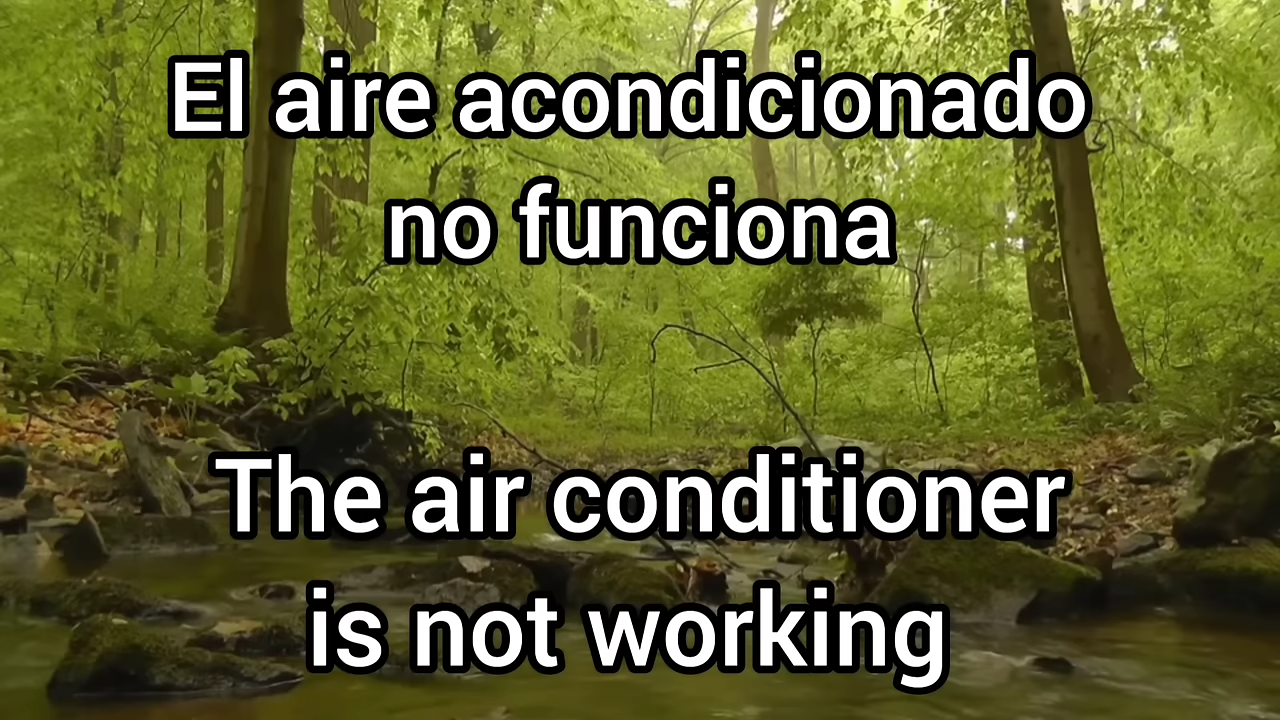 El aire acondicionado
no funciona
The air conditioner
is not working